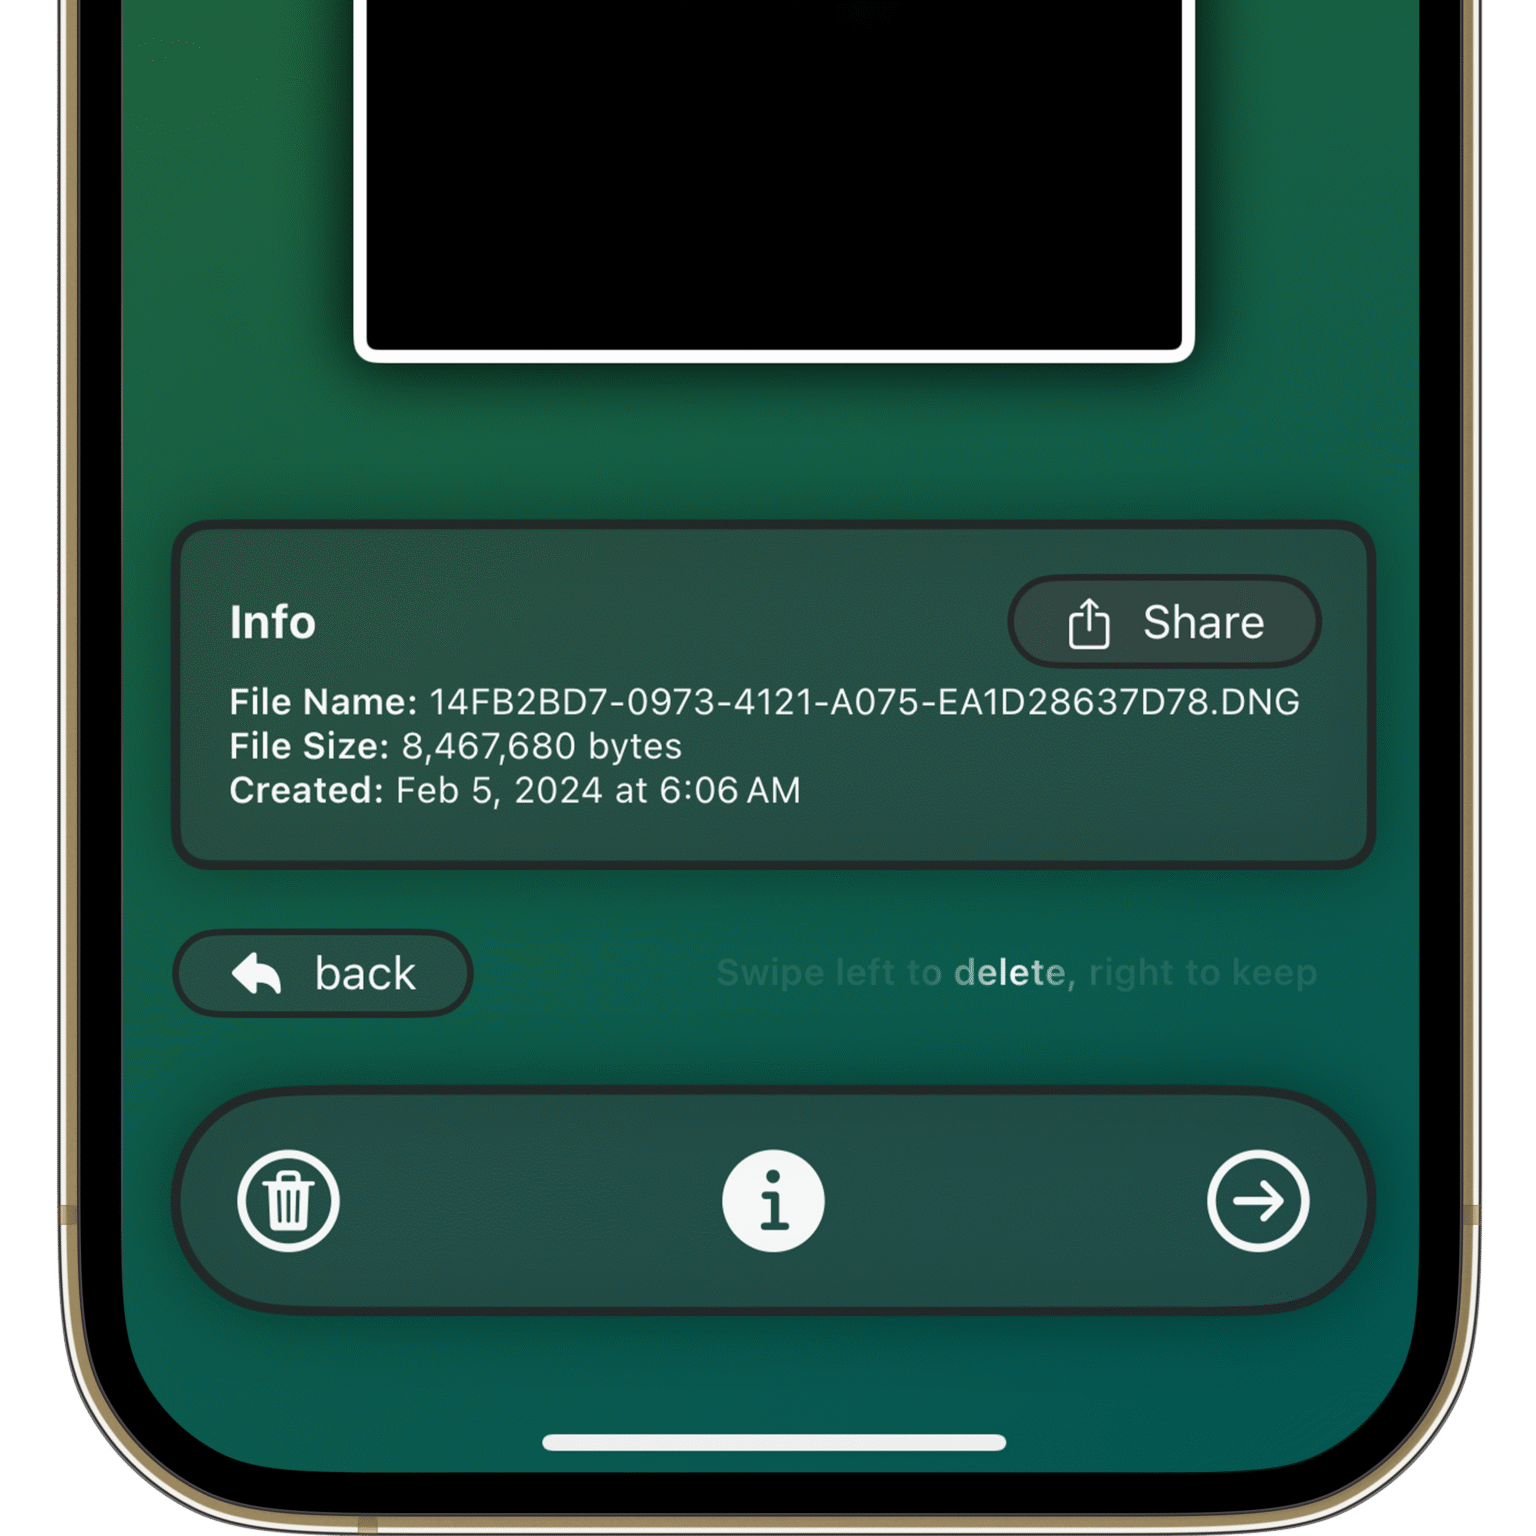 Info
Share
File Name: 14FB2BD7-0973-4121-A075-EA1D28637D78.DNG
File Size: 8,467,680 bytes
Created: Feb 5, 2024 at 6:06 AM
back
Swipe left to delete, right to keep